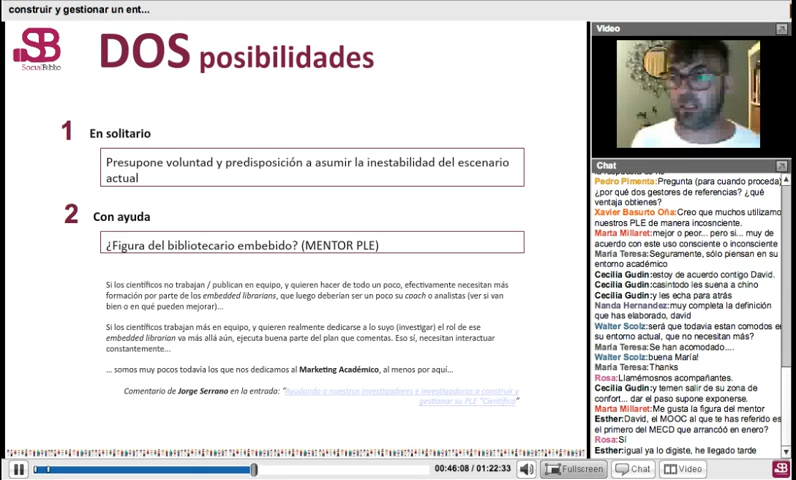 construir y gestionar un ent...
SB
SocialBiblio
DOS posibilidades
1 En solitario
Presupone voluntad y predisposición a asumir la inestabilidad del escenario
actual
2 Con ayuda
¿Figura del bibliotecario embebido? (MENTOR PLE)
Si los científicos no trabajan / publican en equipo, y quieren hacer de todo un poco, efectivamente necesitan más
formación por parte de los embedded librarians, que luego deberían ser un poco su coach o analistas (ver si van
bien o en qué pueden mejorar)...
Si los científicos trabajan más en equipo, y quieren realmente dedicarse a lo suyo (investigar) el rol de ese
embedded librarian va más allá aún, ejecuta buena parte del plan que comentas. Eso sí, necesitan interactuar
constantemente...
... somos muy pocos todavía los que nos dedicamos al Marketing Académico, al menos por aquí...
Comentario de Jorge Serrano en la entrada: "Ayudando a nuestros investigadores e investigadoras a construir y
gestionar su PLE "Científico"
Video
Chat
la respuesta es no
Pedro Pimenta:Pregunta (para cuando proceda)
¿por qué dos gestores de referencias? ¿qué
ventaja obtienes?
Xavier Basurto Oña:Creo que muchos utilizamo
nuestros PLE de manera inconsciente.
Marta Millaret:mejor o peor... pero si... muy de
acuerdo con este uso consciente o inconsciente
Maria Teresa:Seguramente, sólo piensan en su
entorno académico
Cecilia Gudin:estoy de acuerdo contigo David.
Cecilia Gudin:casintodo les suena a chino
Cecilia Gudin:y les echa para atrás
Nanda Hernandez:muy completa la definición
que has elaborado, david
Walter Scolz:será que todavia estan comodos e
su entorno actual, que no necesitan más?
Maria Teresa:Se han acomodado....
Walter Scolz:buena María!
Maria Teresa:Thanks
Rosa:Llamémosnos acompañantes.
Cecilia Gudin:y temen salir de su zona de
confort... dar el paso supone exponerse.
Marta Millaret:Me gusta la figura del mentor
Esther:David, el MOOC al que te has referido es
el primero del MECD que arrancóó en enero?
Rosa:Sí
Esther:igual ya lo digiste, he llegado tarde
00:46:08 / 01:22:33
Fullscreen
Chat
Video
SB